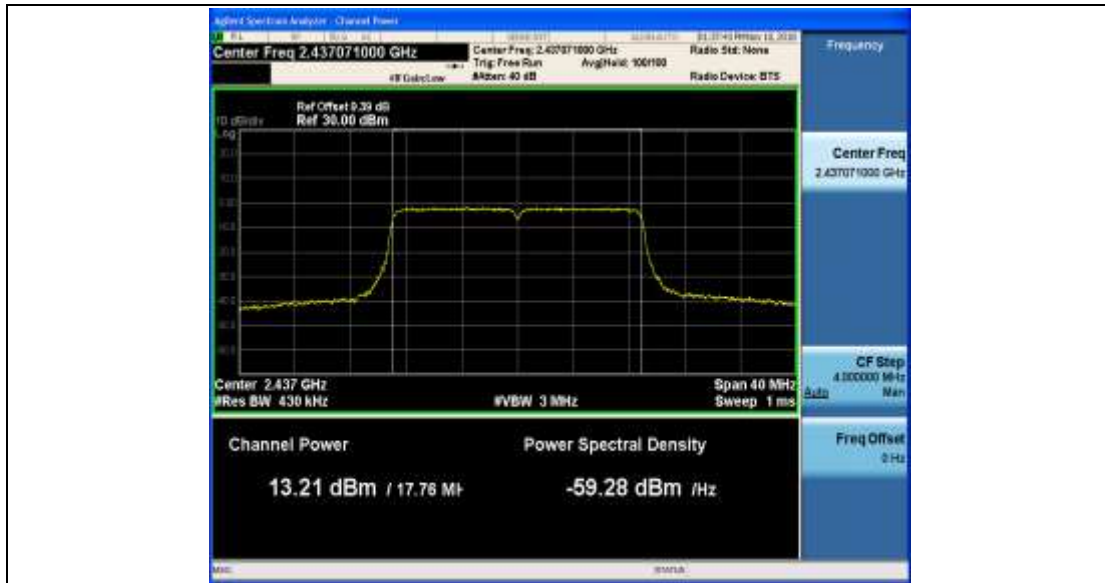 Agilent Spectrum Analyzer - Channel Power
Center Freq 2.437071000 GHz
Center Freq: 2.437071000 GHz
Radio Std: None
Trig: Free Run Avg|Hold: 100/100
#IFGain:Low #Atten: 40 dB Radio Device: BTS
Ref Offset 9.39 dB
10 dB/div Ref 30.00 dBm
Log
Center 2.437 GHz Span 40 MHz
#Res BW 430 kHz #VBW 3 MHz Sweep 1 ms
Channel Power Power Spectral Density
13.21 dBm / 17.76 MH -59.28 dBm /Hz
MSG STATUS
Frequency
Center Freq
2.437071000 GHz
CF Step
4.000000 MHz
Auto Man
Freq Offset
0 Hz